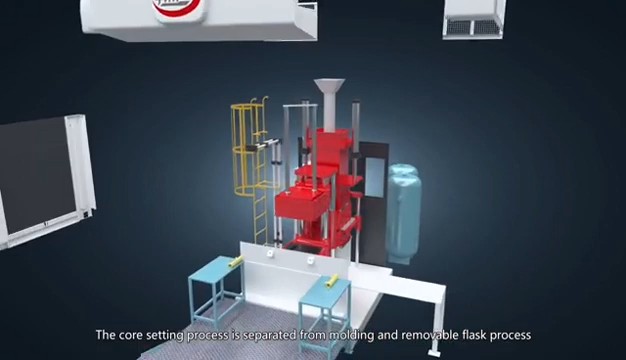 The core setting process is separated from molding and removable flask process